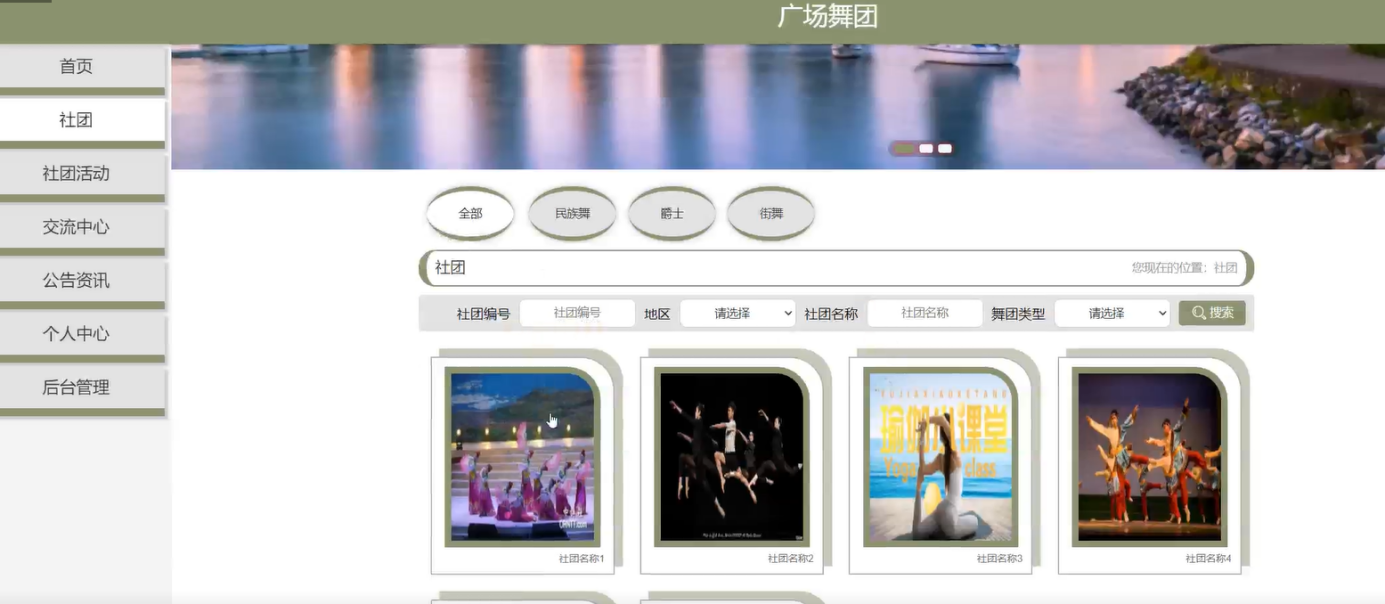 广场舞团
首页
社团
社团活动
交流中心
公告资讯
个人中心
后台管理
全部
民族舞
爵士
街舞
社团
您现在的位置：社团
社团编号 社团编号 地区 请选择 社团名称 社团名称 舞团类型 请选择 搜索
瑜伽小课堂
Yoga class
社团名称1
社团名称2
社团名称3
社团名称4